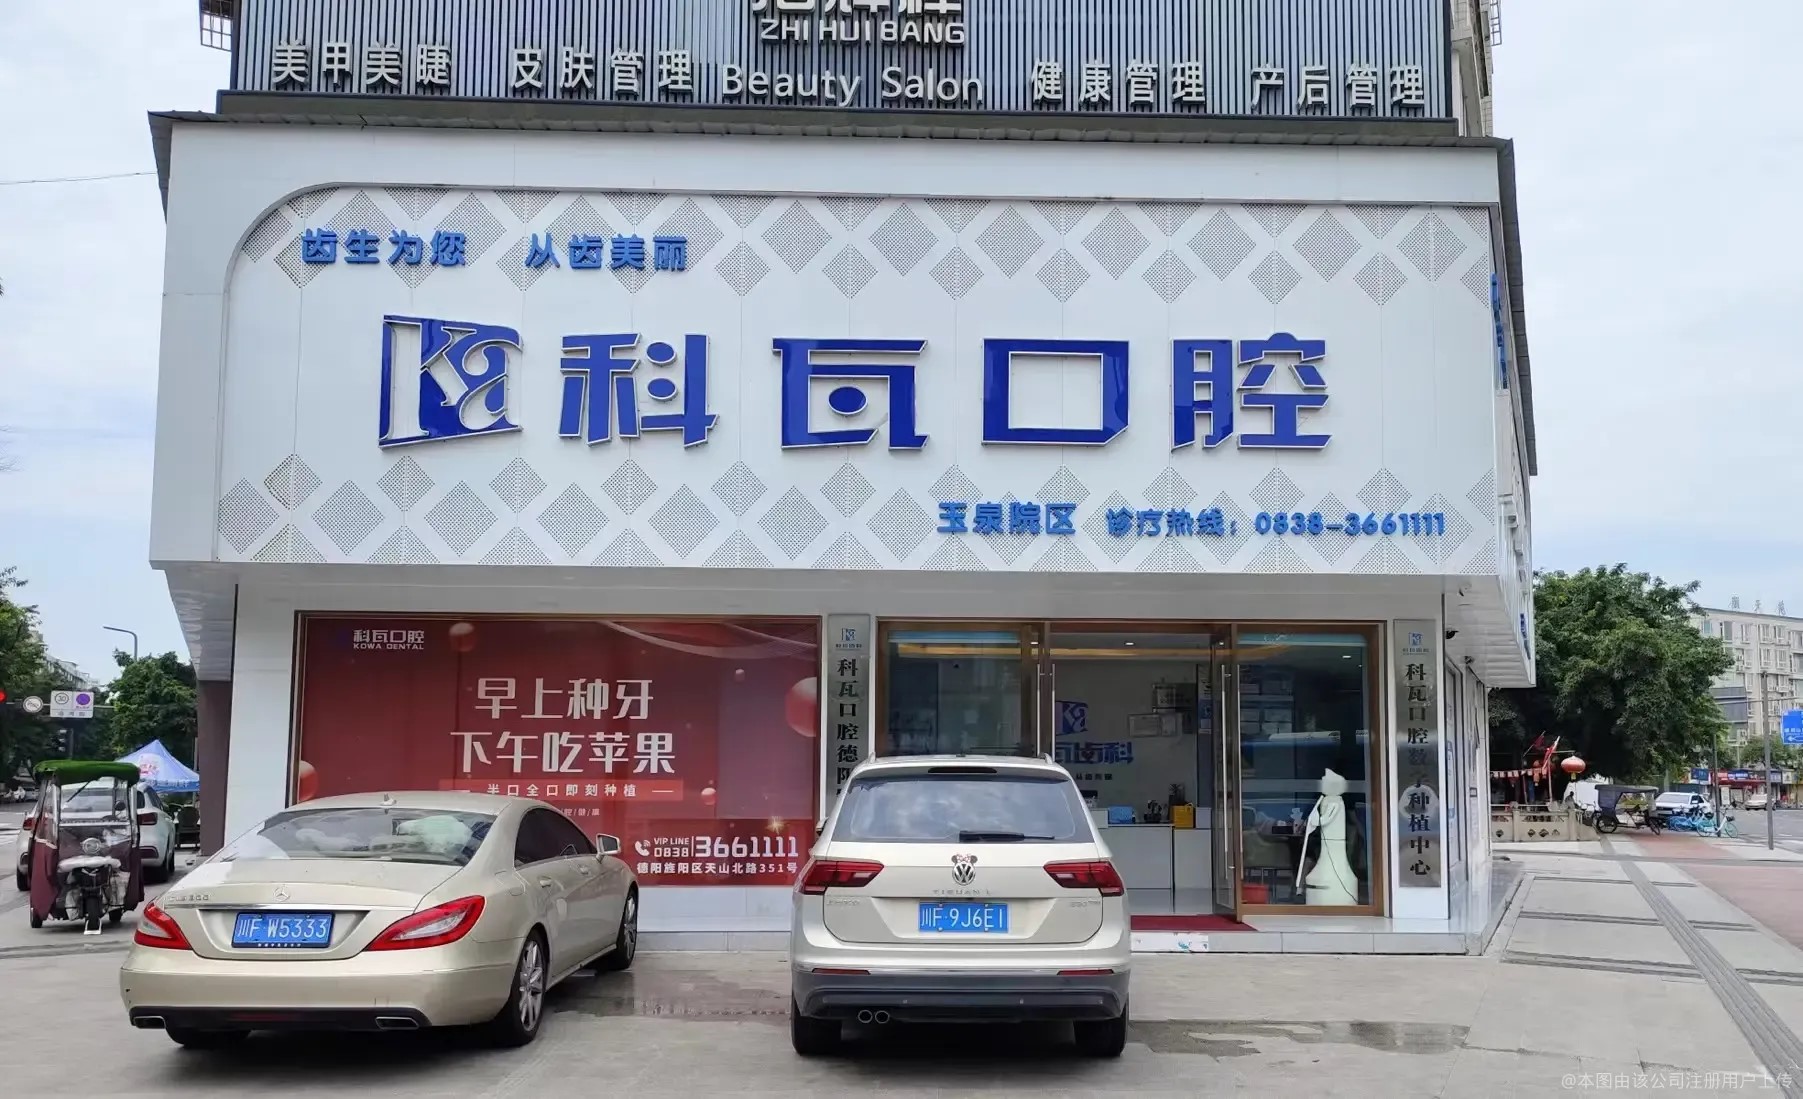 ZHI HUI BANG
美甲美睫 皮肤管理 Beauty Salon 健康管理 产后管理
齿生为您 从齿美丽
Ka 科瓦口腔
玉泉院区 诊疗热线：0838-3661111
科瓦口腔
KOWA DENTAL
早上种牙
下午吃苹果
半口全口即刻种植
VIP LINE
0838 3661111
德阳旌阳区天山北路351号
科瓦口腔德阳
科瓦口腔数字种植中心
川F·W5333
川F·9J6E1
30
@本图由该公司注册用户上传